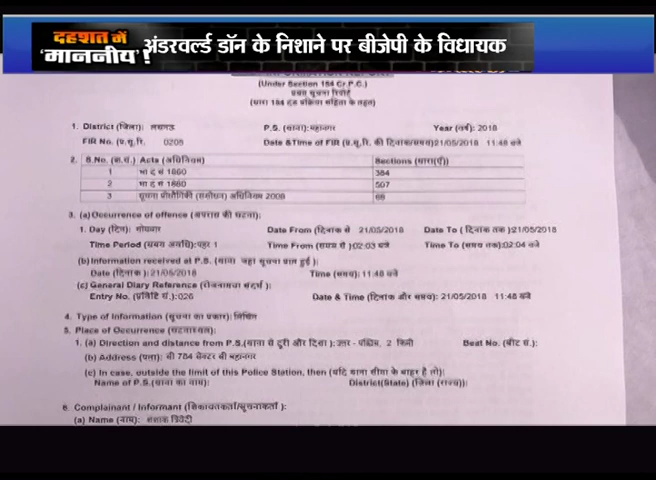 दहशत में
'माननीय' !
अंडरवर्ल्ड डॉन के निशाने पर बीजेपी के विधायक
(Under Section 154 Cr.P.C.)
प्रथम सूचना रिपोर्ट
(धारा 154 दंड प्रक्रिया संहिता के तहत)
1. District (जिला): लखनऊ P.S. (थाना): महानगर Year (वर्ष): 2018
FIR No. (प्र.सू.रि. 0205 Date &Time of FIR (प्र.सू.रि. की दिनांक/समय)21/05/2018 11:48 बजे
2. S.No. (क्र.सं.) Acts (अधिनियम) Sections (धारा(एँ))
1 भा दं सं 1860 384
2 भा दं सं 1860 507
3 सूचना प्रौद्योगिकी (संशोधन) अधिनियम 2008 66
3. (a)Occurrence of offence (अपराध की घटना):
1. Day (दिन): सोमवार Date From (दिनांक से 21/05/2018 Date To ( दिनांक तक )21/05/2018
Time Period (समय अवधि):पहर 1 Time From (समय से ):02:03 बजे Time To (समय तक):02:04 बजे
(b)Information received at P.S. (थाना जहा सूचना प्राप्त हुई ):
Date (दिनांक ):21/05/2018 Time (समय): 11:48 बजे
(c) General Diary Reference (रोजनामचा संदर्भ ):
Entry No. (प्रविष्टि सं.):026 Date & Time (दिनांक और समय): 21/05/2018 11:48 बजे
4. Type of Information (सूचना का प्रकार): लिखित
5. Place of Occurrence (घटनास्थल):
1. (a) Direction and distance from P.S.(थाना से दूरी और दिशा ):उत्तर - पश्चिम, 2 किमी Beat No. (बीट सं.):
(b) Address (पता): बी 784 सेक्टर सी महानगर
(c) In case, outside the limit of this Police Station, then (यदि थाना सीमा के बाहर है तो):
Name of P.S.(थाना का नाम): District(State) (जिला (राज्य)):
6. Complainant / Informant (शिकायतकर्ता/सूचनाकर्ता ):
(a) Name (नाम): शशांक त्रिवेदी